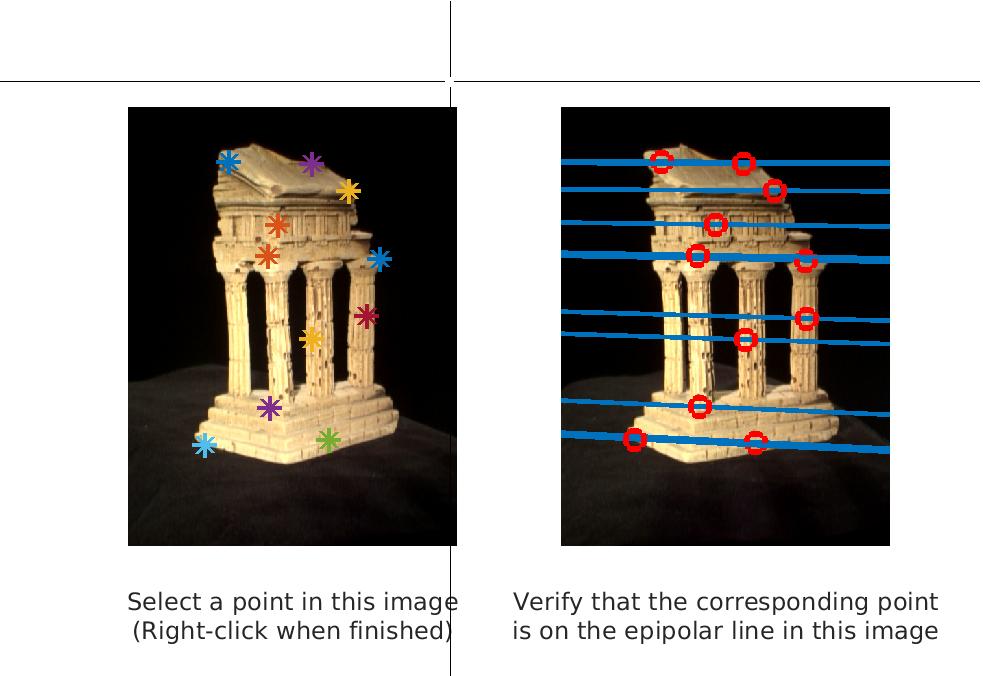 Select a point in this image
(Right-click when finished)
Verify that the corresponding point
is on the epipolar line in this image